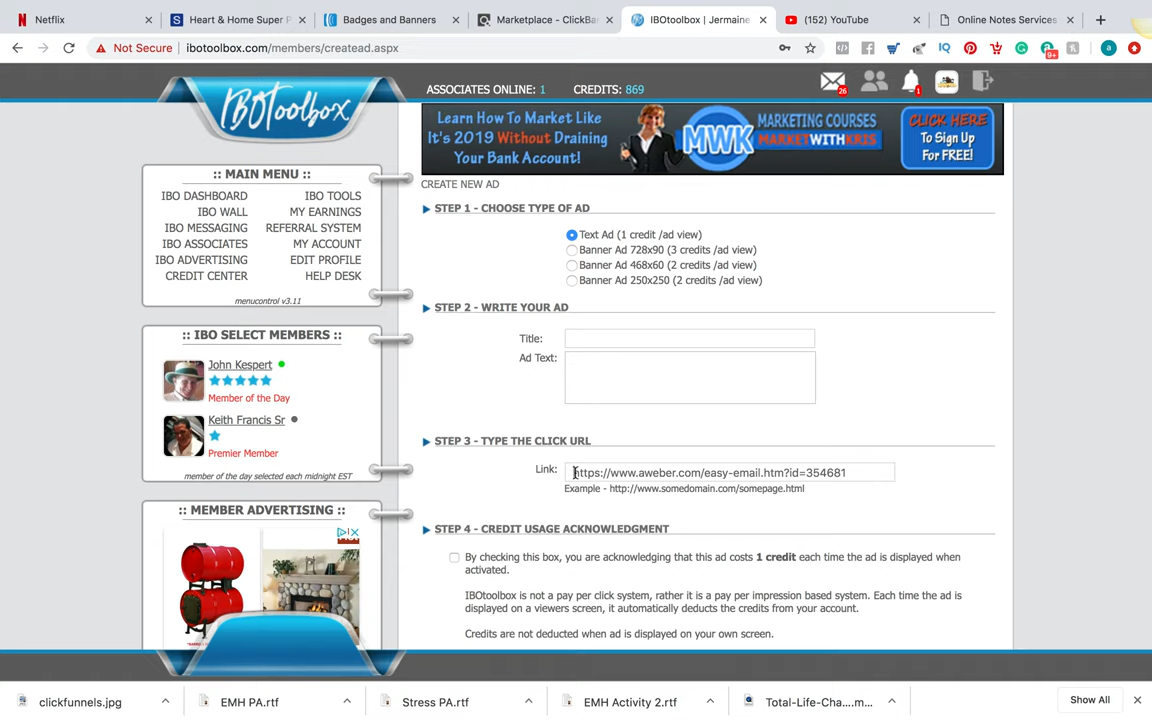 Netflix
Heart & Home Super P
Badges and Banners
Marketplace - ClickBan
IBOtoolbox | Jermaine
(152) YouTube
Online Notes Services
Not Secure
ibotoolbox.com/members/createad.aspx
IBOToolbox
ASSOCIATES ONLINE: 1
CREDITS: 869
26
1
Learn How To Market Like
It's 2019 Without Draining
Your Bank Account!
MWK
MARKETING COURSES
MARKETWITHKRIS
CLICK HERE
To Sign Up
For FREE!
CREATE NEW AD
:: MAIN MENU ::
IBO DASHBOARD
IBO TOOLS
IBO WALL
MY EARNINGS
IBO MESSAGING
REFERRAL SYSTEM
IBO ASSOCIATES
MY ACCOUNT
IBO ADVERTISING
EDIT PROFILE
CREDIT CENTER
HELP DESK
menucontrol v3.11
STEP 1 - CHOOSE TYPE OF AD
Text Ad (1 credit /ad view)
Banner Ad 728x90 (3 credits /ad view)
Banner Ad 468x60 (2 credits /ad view)
Banner Ad 250x250 (2 credits /ad view)
STEP 2 - WRITE YOUR AD
Title:
Ad Text:
:: IBO SELECT MEMBERS ::
John Kespert
Member of the Day
Keith Francis Sr
Premier Member
member of the day selected each midnight EST
STEP 3 - TYPE THE CLICK URL
Link:
https://www.aweber.com/easy-email.htm?id=354681
Example - http://www.somedomain.com/somepage.html
:: MEMBER ADVERTISING ::
STEP 4 - CREDIT USAGE ACKNOWLEDGMENT
By checking this box, you are acknowledging that this ad costs 1 credit each time the ad is displayed when
activated.
IBOtoolbox is not a pay per click system, rather it is a pay per impression based system. Each time the ad is
displayed on a viewers screen, it automatically deducts the credits from your account.
Credits are not deducted when ad is displayed on your own screen.
clickfunnels.jpg
EMH PA.rtf
Stress PA.rtf
EMH Activity 2.rtf
Total-Life-Cha....m...
Show All